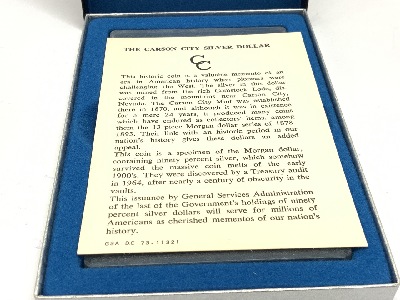 THE CARSON CITY SILVER DOLLAR
CC
This historic coin is a valuable memento of an
era in American history when pioneers were
challenging the West. The silver in this dollar
was mined from the rich Comstock Lode, dis-
covered in the mountains near Carson City,
Nevada. The Carson City Mint was established
there in 1870, and although it was in existence
for a mere 24 years, it produced many coins
which have endured as collectors' items, among
them the 13 piece Morgan dollar series of 1878-
1893. Their link with an historic period in our
nation's history gives these dollars an added
appeal.
This coin is a specimen of the Morgan dollar,
containing ninety percent silver, which somehow
survived the massive coin melts of the early
1900's. They were discovered by a Treasury audit
in 1964, after nearly a century of obscurity in the
vaults.
This issuance by General Services Administration
of the last of the Government's holdings of ninety
percent silver dollars will serve for millions of
Americans as cherished mementos of our nation's
history.
GSA DC 73-11321